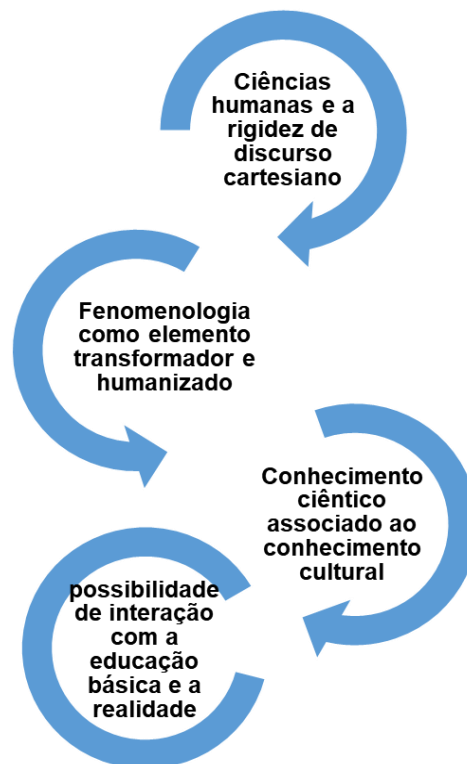 Ciências
humanas e a
rigidez de
discurso
cartesiano
Fenomenologia
como elemento
transformador e
humanizado
Conhecimento
ciêntico
associado ao
conhecimento
cultural
possibilidade
de interação
com a
educação
básica e a
realidade